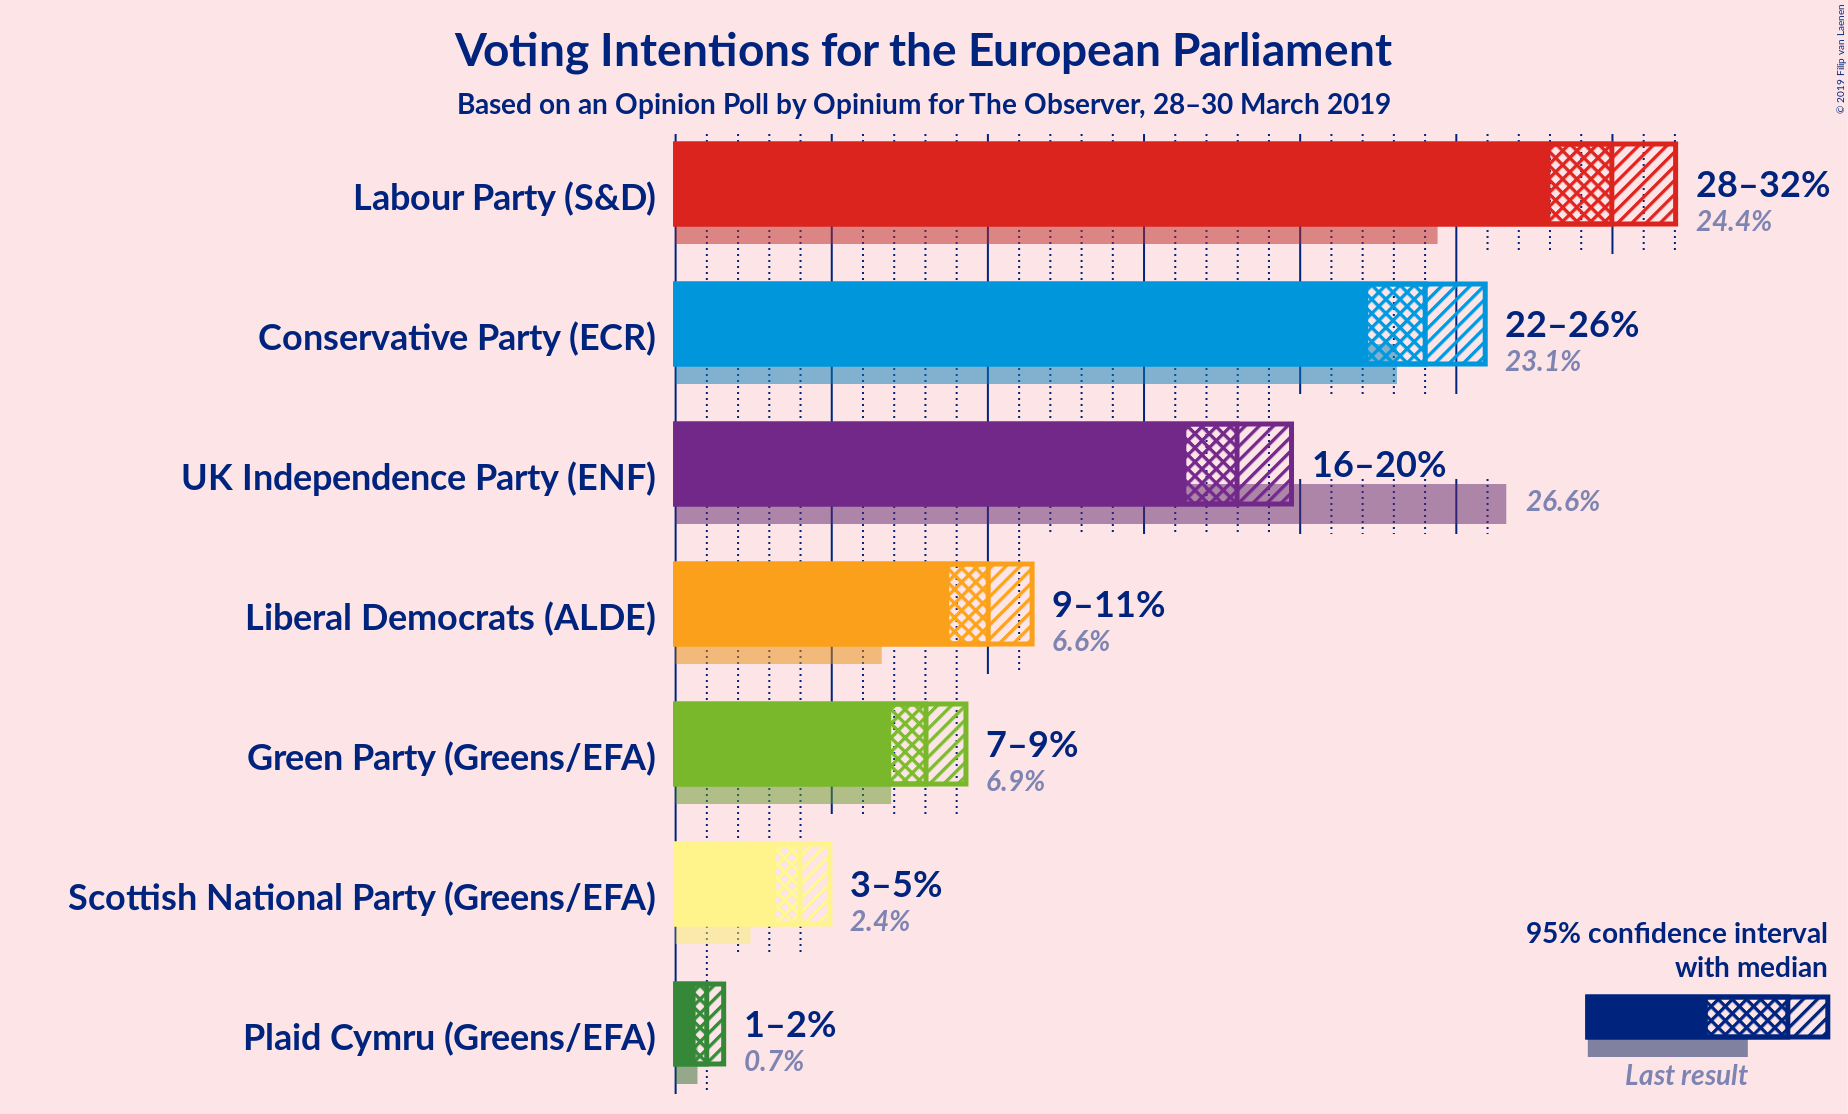 Voting Intentions for the European Parliament
Based on an Opinion Poll by Opinium for The Observer, 28–30 March 2019
© 2019 Filip van Laenen
Labour Party (S&D)
28–32%
24.4%
Conservative Party (ECR)
22–26%
23.1%
UK Independence Party (ENF)
16–20%
26.6%
Liberal Democrats (ALDE)
9–11%
6.6%
Green Party (Greens/EFA)
7–9%
6.9%
Scottish National Party (Greens/EFA)
3–5%
2.4%
Plaid Cymru (Greens/EFA)
1–2%
0.7%
95% confidence interval
with median
Last result